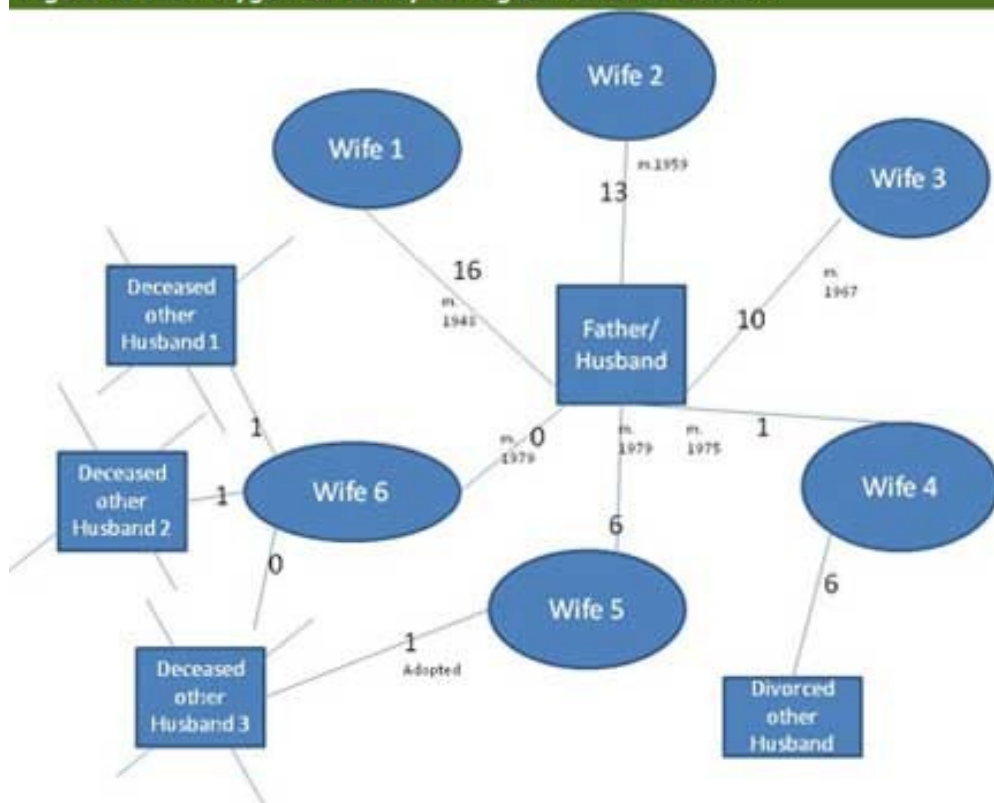 Wife 2
Wife 1
Wife 3
m.1959
13
16
m.
10
m.
1967
Deceased
other
Husband 1
Father/
Husband
1
m.
1979
0
m.
1979
m.
1975
1
Deceased
other
Husband 2
1
Wife 6
Wife 4
0
6
Wife 5
6
1
Adopted
Deceased
other
Husband 3
Divorced
other
Husband